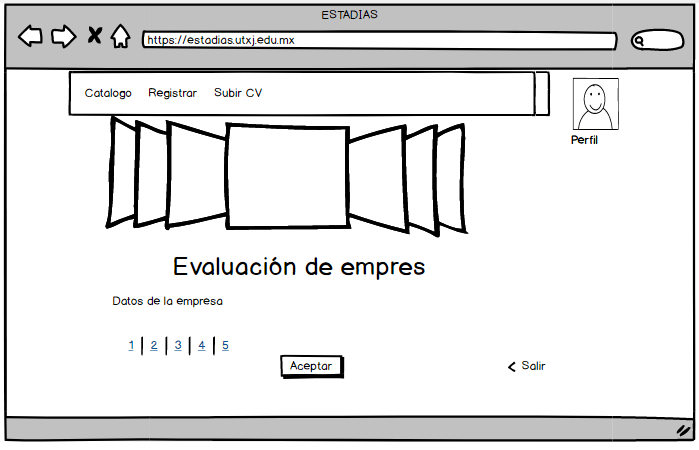 ESTADIAS
https://estadias.utxj.edu.mx
Catalogo Registrar Subir CV
Perfil
Evaluación de empres
Datos de la empresa
1 2 3 4 5
Aceptar
Salir